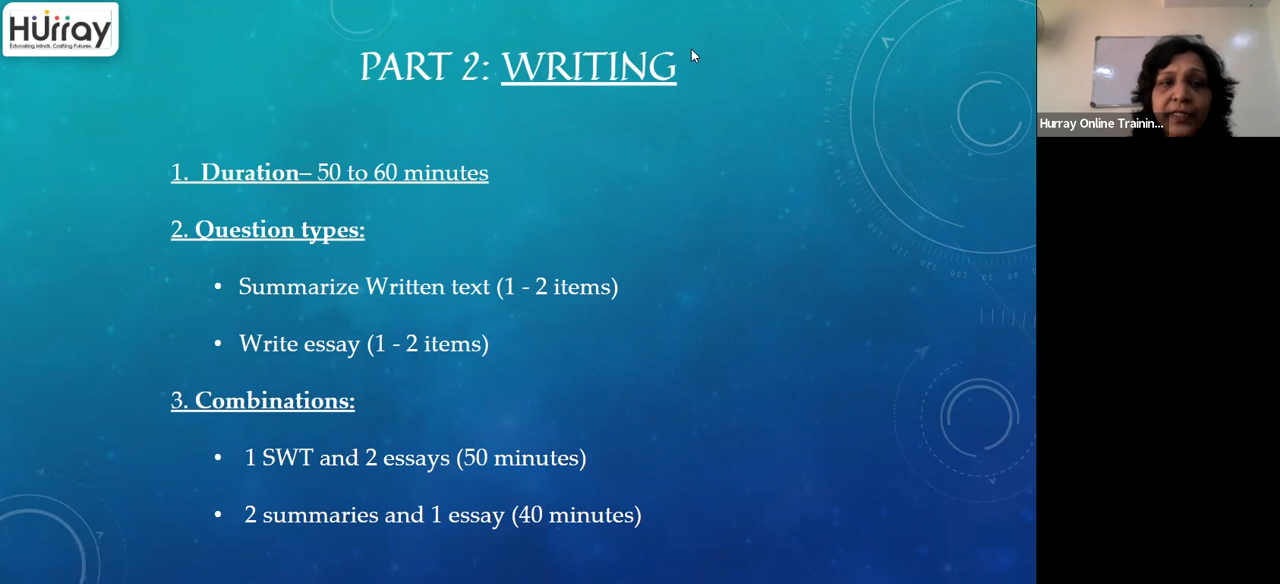 Hurray
Educating Minds. Crafting Futures.
PART 2: WRITING
1. Duration– 50 to 60 minutes
2. Question types:
• Summarize Written text (1 - 2 items)
• Write essay (1 - 2 items)
3. Combinations:
• 1 SWT and 2 essays (50 minutes)
• 2 summaries and 1 essay (40 minutes)
Hurray Online Trainin...